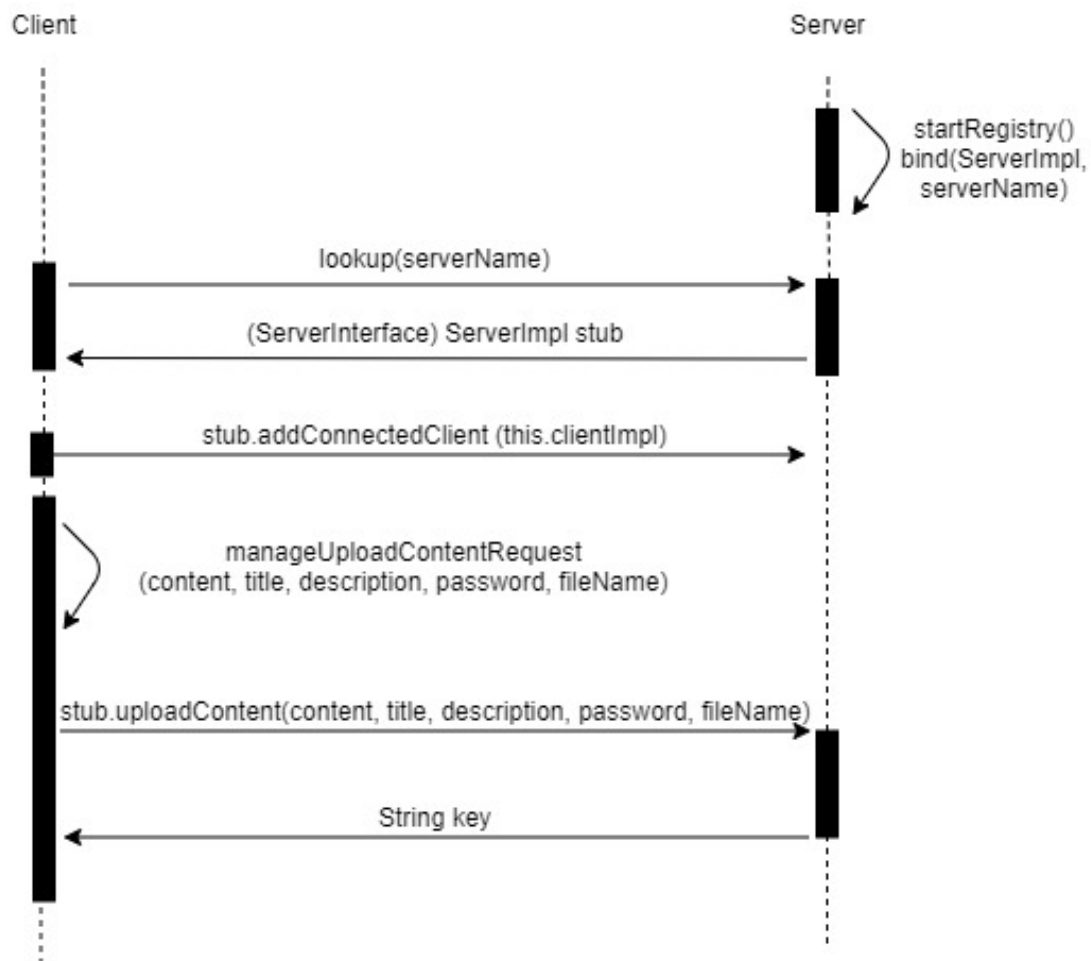 Client
Server
startRegistry()
bind(ServerImpl,
serverName)
lookup(serverName)
(ServerInterface) ServerImpl stub
stub.addConnectedClient (this.clientImpl)
manageUploadContentRequest
(content, title, description, password, fileName)
stub.uploadContent(content, title, description, password, fileName)
String key